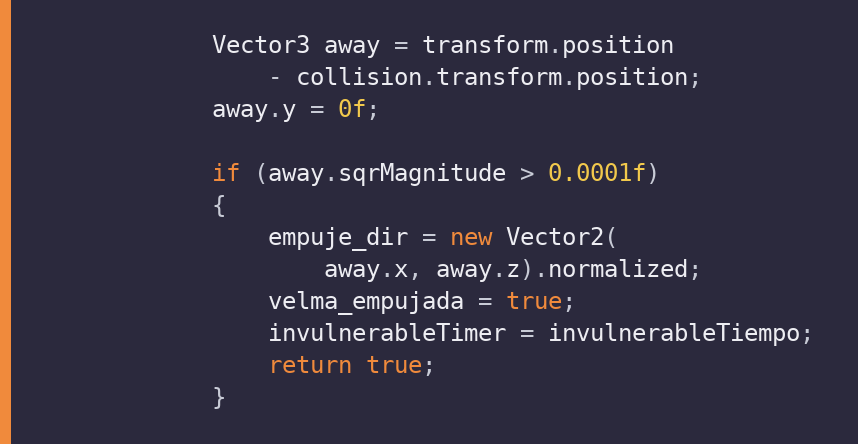 Vector3 away = transform.position
    - collision.transform.position;
away.y = 0f;

if (away.sqrMagnitude > 0.0001f)
{
    empuje_dir = new Vector2(
        away.x, away.z).normalized;
    velma_empujada = true;
    invulnerableTimer = invulnerableTiempo;
    return true;
}